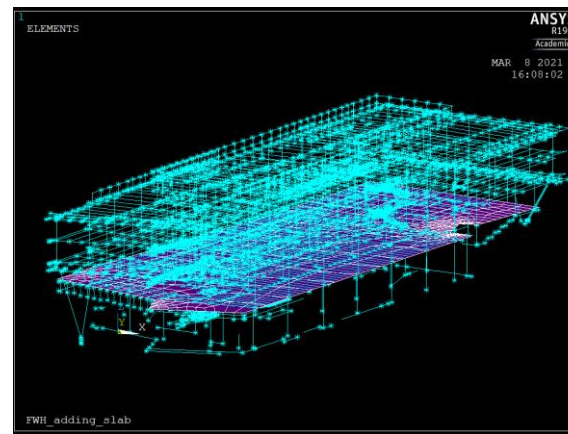 1
ELEMENTS
ANSYS
R19
Academic
MAR 8 2021
16:08:02
Y
X
FWH_adding_slab